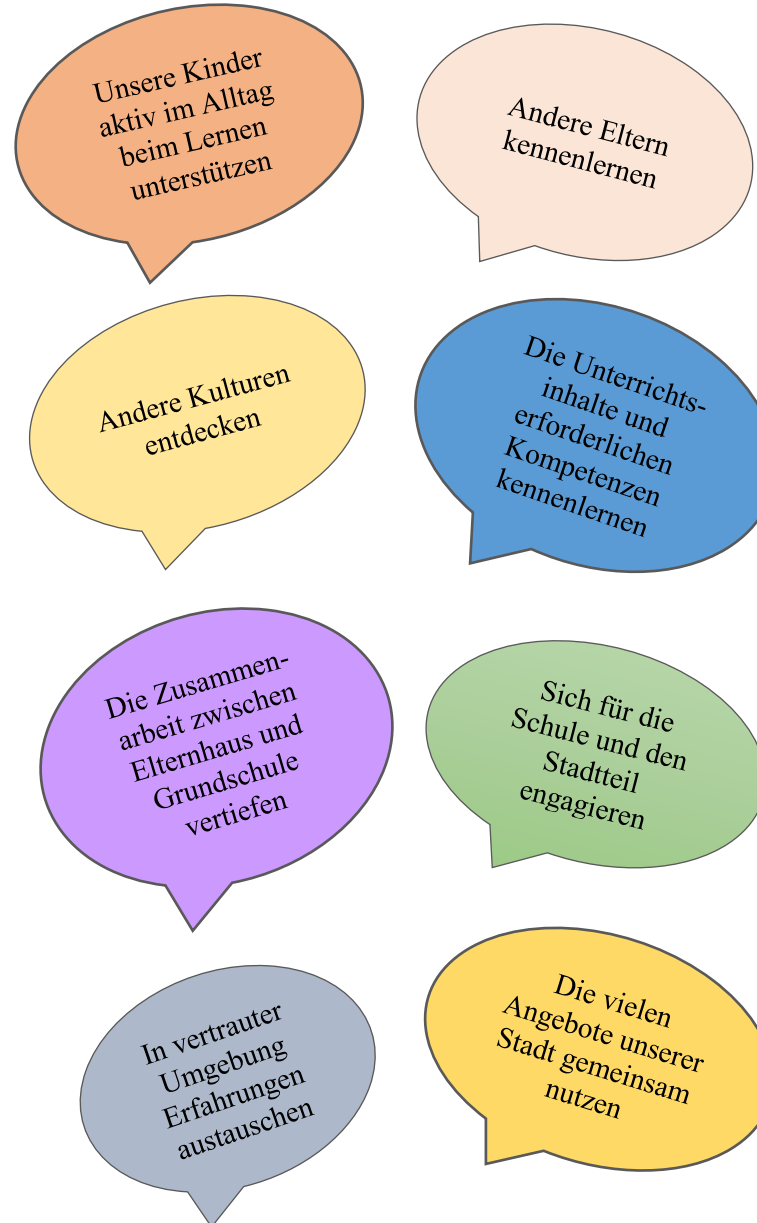 Unsere Kinder
aktiv im Alltag
beim Lernen
unterstützen
Andere Eltern
kennenlernen
Andere Kulturen
entdecken
Die Unterrichts-
inhalte und
erforderlichen
Kompetenzen
kennenlernen
Die Zusammen-
arbeit zwischen
Elternhaus und
Grundschule
vertiefen
Sich für die
Schule und den
Stadtteil
engagieren
In vertrauter
Umgebung
Erfahrungen
austauschen
Die vielen
Angebote unserer
Stadt gemeinsam
nutzen